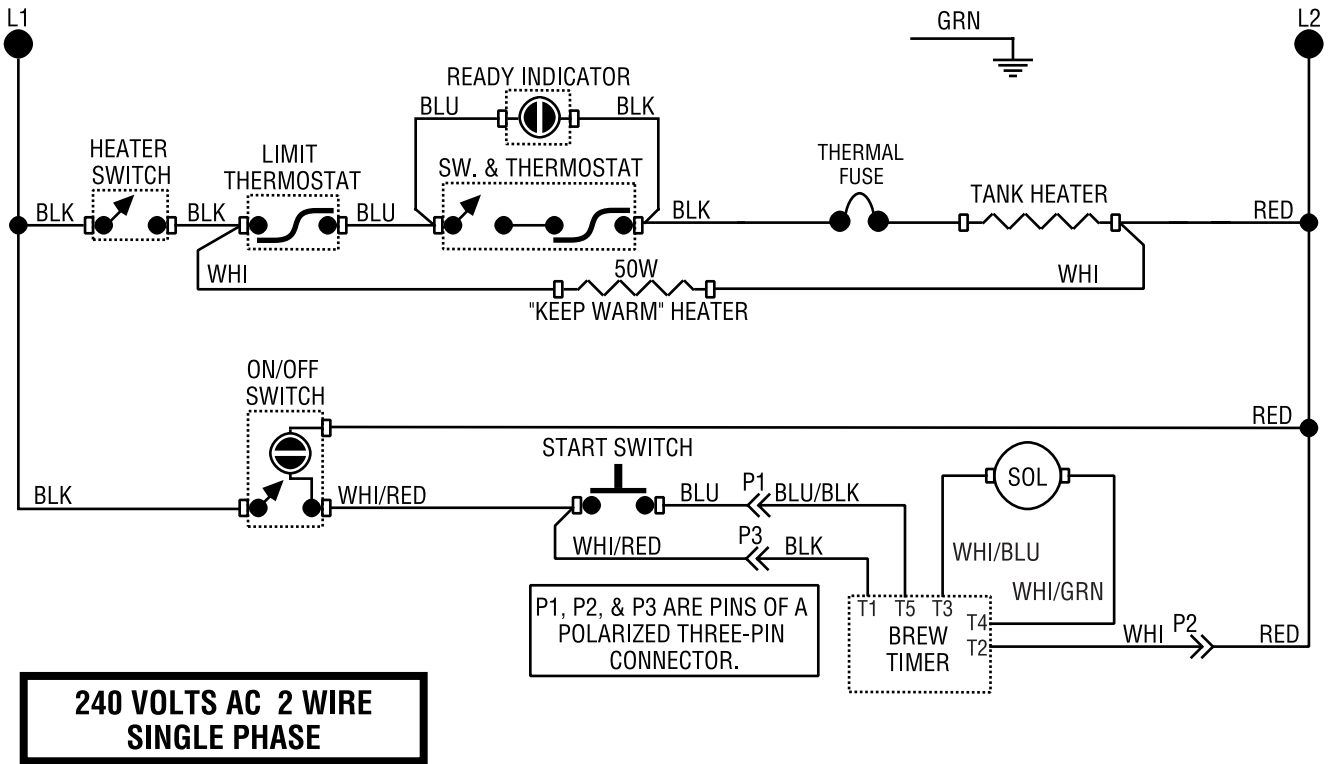 L1
GRN
L2
READY INDICATOR
BLU
BLK
HEATER
SWITCH
LIMIT
THERMOSTAT
SW. & THERMOSTAT
THERMAL
FUSE
TANK HEATER
BLK
BLK
BLU
BLK
RED
WHI
50W
WHI
"KEEP WARM" HEATER
ON/OFF
SWITCH
RED
START SWITCH
SOL
BLK
WHI/RED
BLU
P1
BLU/BLK
WHI/RED
P3
BLK
WHI/BLU
WHI/GRN
P1, P2, & P3 ARE PINS OF A
POLARIZED THREE-PIN
CONNECTOR.
T1
T5
T3
T4
T2
BREW
TIMER
WHI
P2
RED
240 VOLTS AC 2 WIRE
SINGLE PHASE